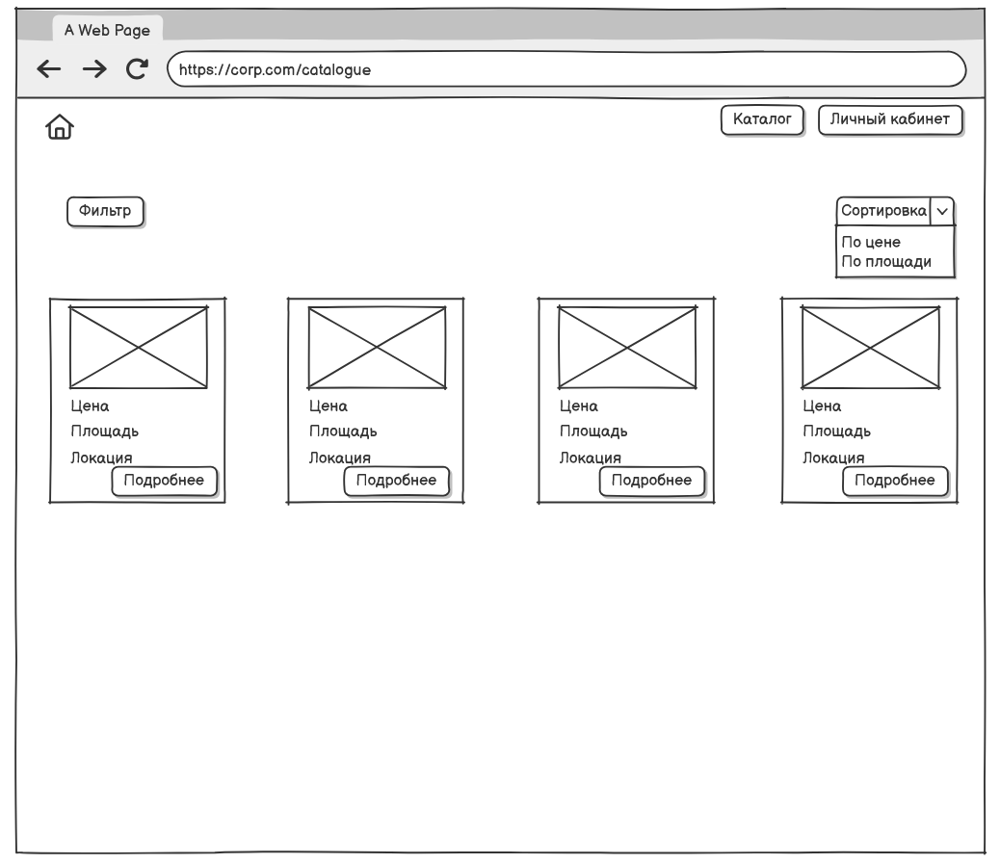 A Web Page
https://corp.com/catalogue
Каталог
Личный кабинет
Фильтр
Сортировка
По цене
По площади
Цена
Площадь
Локация
Подробнее
Цена
Площадь
Локация
Подробнее
Цена
Площадь
Локация
Подробнее
Цена
Площадь
Локация
Подробнее